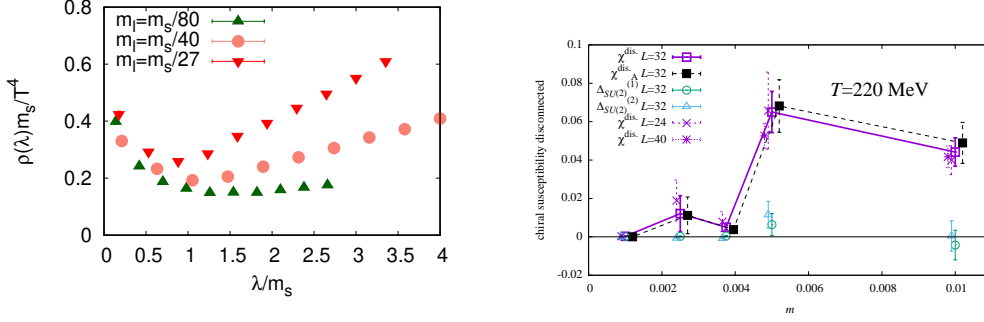 m_l=m_s/80
m_l=m_s/40
m_l=m_s/27
ρ(λ)m_s/T^4
0.8
0.6
0.4
0.2
0
0 0.5 1 1.5 2 2.5 3 3.5 4
λ/m_s
χ^dis. L=32
χ^dis._A L=32
Δ_SU(2)^(1) L=32
Δ_SU(2)^(2) L=32
χ^dis. L=24
χ^dis. L=40
T=220 MeV
chiral susceptibility disconnected
0.1
0.08
0.06
0.04
0.02
0
-0.02
0 0.002 0.004 0.006 0.008 0.01
m